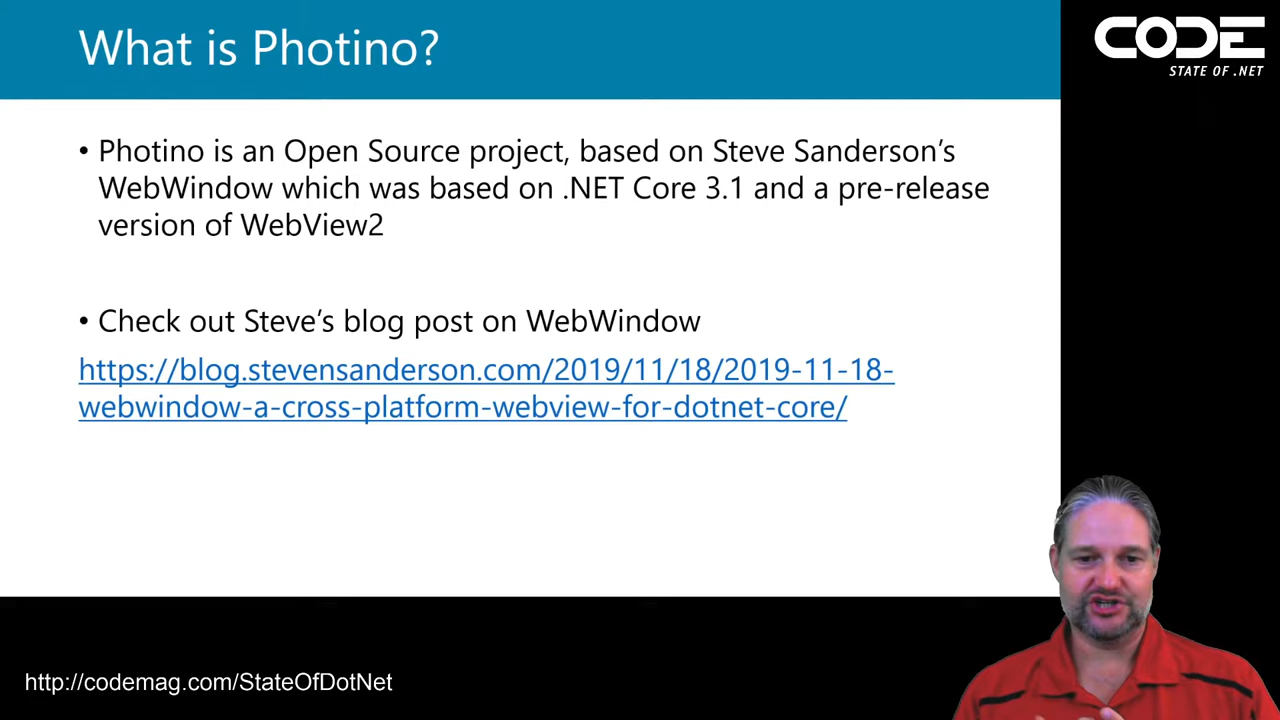 What is Photino?
CODE
STATE OF .NET
• Photino is an Open Source project, based on Steve Sanderson’s
WebWindow which was based on .NET Core 3.1 and a pre-release
version of WebView2
• Check out Steve’s blog post on WebWindow
https://blog.stevensanderson.com/2019/11/18/2019-11-18-
webwindow-a-cross-platform-webview-for-dotnet-core/
http://codemag.com/StateOfDotNet